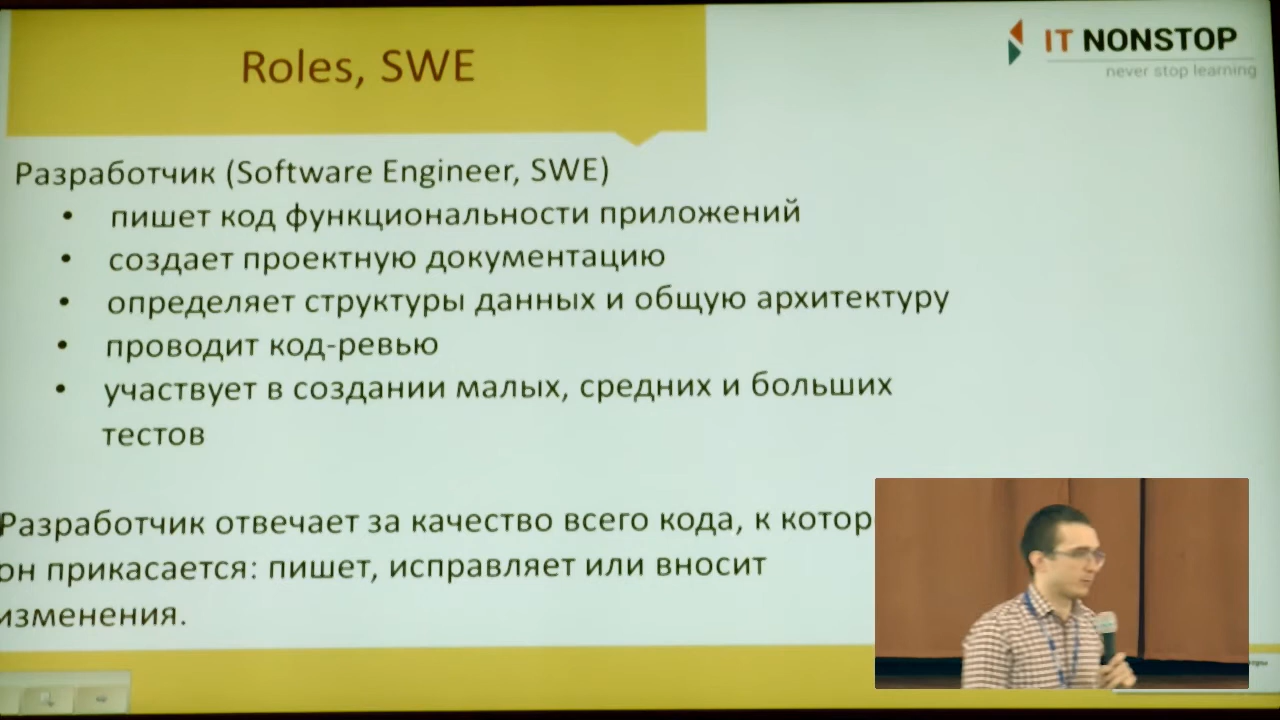 Roles, SWE
IT NONSTOP
never stop learning
Разработчик (Software Engineer, SWE)
• пишет код функциональности приложений
• создает проектную документацию
• определяет структуры данных и общую архитектуру
• проводит код-ревью
• участвует в создании малых, средних и больших
тестов
Разработчик отвечает за качество всего кода, к
он прикасается: пишет, исправляет или вносит
изменения.